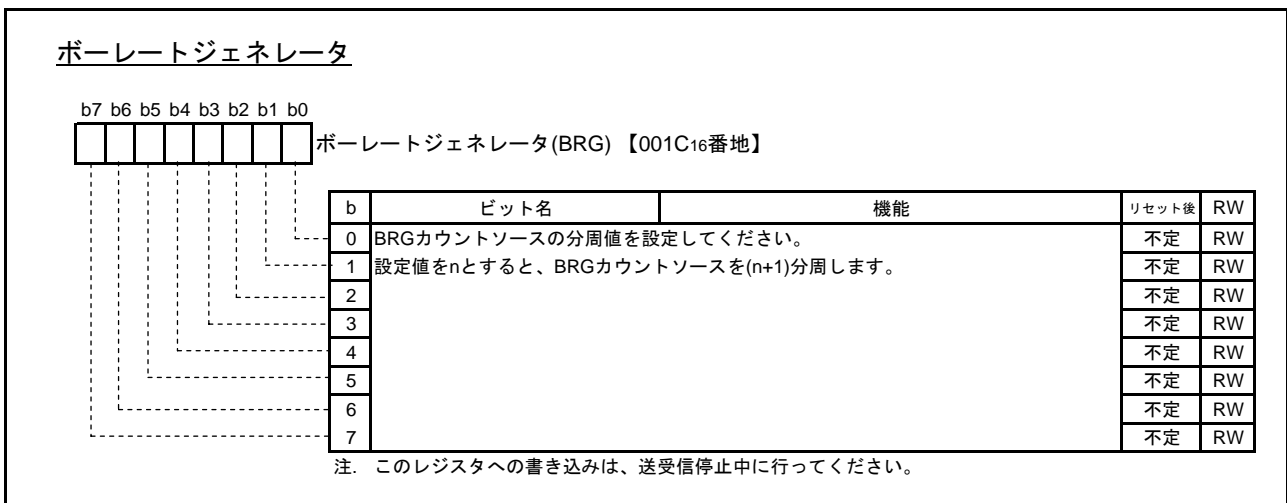 ボーレートジェネレータ
b7 b6 b5 b4 b3 b2 b1 b0
ボーレートジェネレータ(BRG) 【001C16番地】
b ビット名 機能 リセット後 RW
0 BRGカウントソースの分周値を設定してください。 不定 RW
1 設定値をnとすると、BRGカウントソースを(n+1)分周します。 不定 RW
2 不定 RW
3 不定 RW
4 不定 RW
5 不定 RW
6 不定 RW
7 不定 RW
注. このレジスタへの書き込みは、送受信停止中に行ってください。